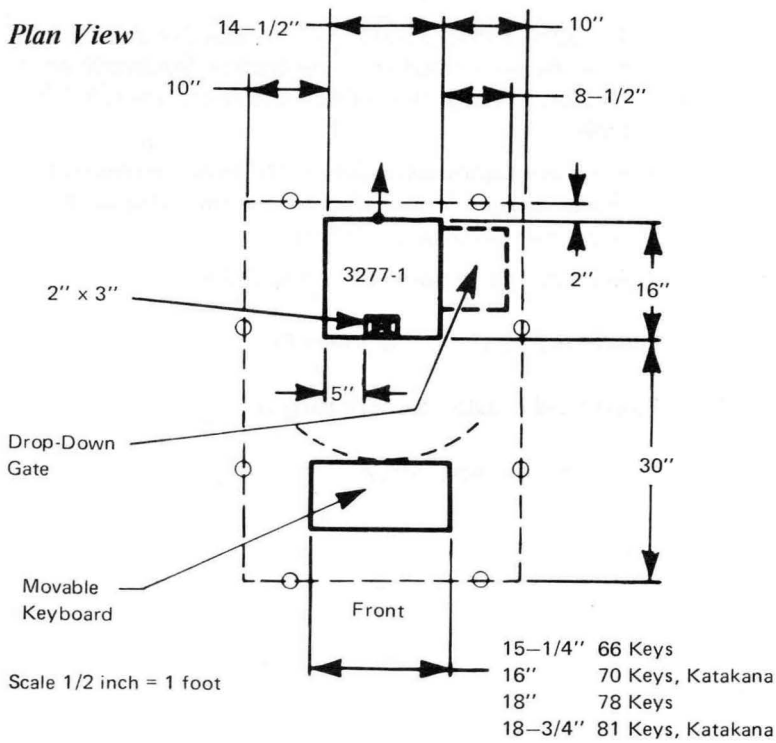 Plan View
14–1/2"
10"
10"
8–1/2"
3277-1
2"
16"
2" x 3"
5"
Drop-Down
Gate
30"
Movable
Keyboard
Front
15–1/4" 66 Keys
16" 70 Keys, Katakana
18" 78 Keys
18–3/4" 81 Keys, Katakana
Scale 1/2 inch = 1 foot